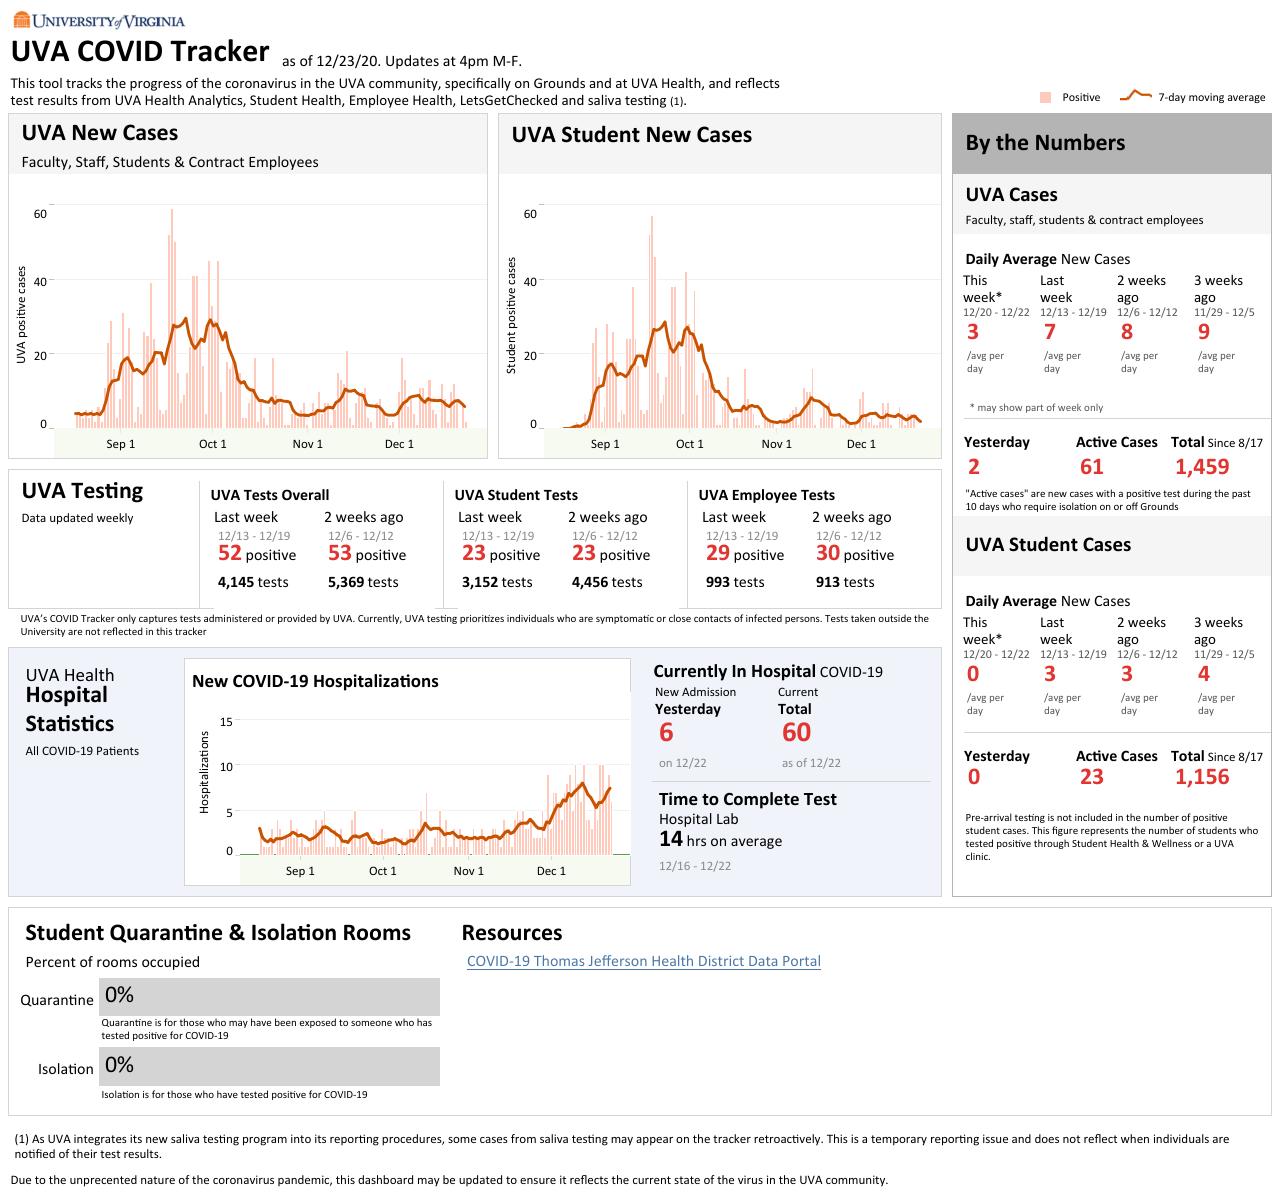 UNIVERSITY of VIRGINIA
UVA COVID Tracker as of 12/23/20. Updates at 4pm M-F.
This tool tracks the progress of the coronavirus in the UVA community, specifically on Grounds and at UVA Health, and reflects
test results from UVA Health Analytics, Student Health, Employee Health, LetsGetChecked and saliva testing (1).
Positive
7-day moving average
UVA New Cases
Faculty, Staff, Students & Contract Employees
UVA positive cases
60
40
20
0
Sep 1 Oct 1 Nov 1 Dec 1
UVA Student New Cases
Student positive cases
60
40
20
0
Sep 1 Oct 1 Nov 1 Dec 1
By the Numbers
UVA Cases
Faculty, staff, students & contract employees
Daily Average New Cases
This week* Last week 2 weeks ago 3 weeks ago
12/20 - 12/22 12/13 - 12/19 12/6 - 12/12 11/29 - 12/5
3 7 8 9
/avg per day /avg per day /avg per day /avg per day
* may show part of week only
Yesterday Active Cases Total Since 8/17
2 61 1,459
"Active cases" are new cases with a positive test during the past
10 days who require isolation on or off Grounds
UVA Student Cases
Daily Average New Cases
This week* Last week 2 weeks ago 3 weeks ago
12/20 - 12/22 12/13 - 12/19 12/6 - 12/12 11/29 - 12/5
0 3 3 4
/avg per day /avg per day /avg per day /avg per day
Yesterday Active Cases Total Since 8/17
0 23 1,156
Pre-arrival testing is not included in the number of positive
student cases. This figure represents the number of students who
tested positive through Student Health & Wellness or a UVA
clinic.
UVA Testing
Data updated weekly
UVA Tests Overall
Last week 2 weeks ago
12/13 - 12/19 12/6 - 12/12
52 positive 53 positive
4,145 tests 5,369 tests
UVA Student Tests
Last week 2 weeks ago
12/13 - 12/19 12/6 - 12/12
23 positive 23 positive
3,152 tests 4,456 tests
UVA Employee Tests
Last week 2 weeks ago
12/13 - 12/19 12/6 - 12/12
29 positive 30 positive
993 tests 913 tests
UVA's COVID Tracker only captures tests administered or provided by UVA. Currently, UVA testing prioritizes individuals who are symptomatic or close contacts of infected persons. Tests taken outside the
University are not reflected in this tracker
UVA Health
Hospital
Statistics
All COVID-19 Patients
New COVID-19 Hospitalizations
Hospitalizations
15
10
5
0
Sep 1 Oct 1 Nov 1 Dec 1
Currently In Hospital COVID-19
New Admission Current
Yesterday Total
6 60
on 12/22 as of 12/22
Time to Complete Test
Hospital Lab
14 hrs on average
12/16 - 12/22
Student Quarantine & Isolation Rooms
Percent of rooms occupied
Quarantine 0%
Quarantine is for those who may have been exposed to someone who has
tested positive for COVID-19
Isolation 0%
Isolation is for those who have tested positive for COVID-19
Resources
COVID-19 Thomas Jefferson Health District Data Portal
(1) As UVA integrates its new saliva testing program into its reporting procedures, some cases from saliva testing may appear on the tracker retroactively. This is a temporary reporting issue and does not reflect when individuals are
notified of their test results.
Due to the unprecented nature of the coronavirus pandemic, this dashboard may be updated to ensure it reflects the current state of the virus in the UVA community.